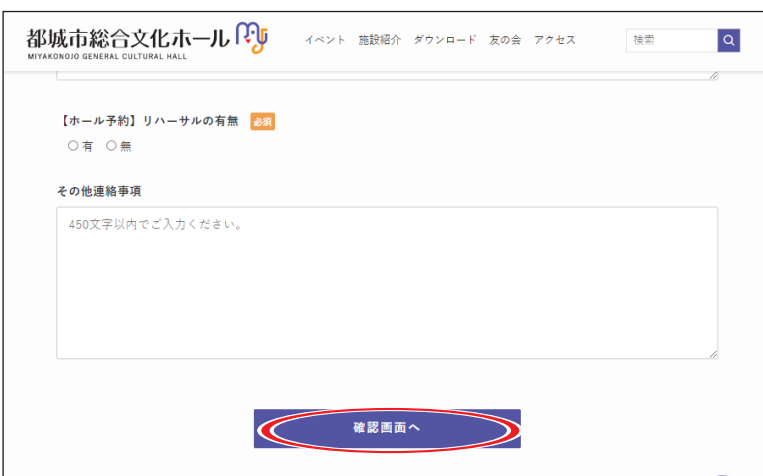 都城市総合文化ホール
MIYAKONOJO GENERAL CULTURAL HALL
イベント 施設紹介 ダウンロード 友の会 アクセス
検索
【ホール予約】リハーサルの有無 必須
有 無
その他連絡事項
450文字以内でご入力ください。
確認画面へ